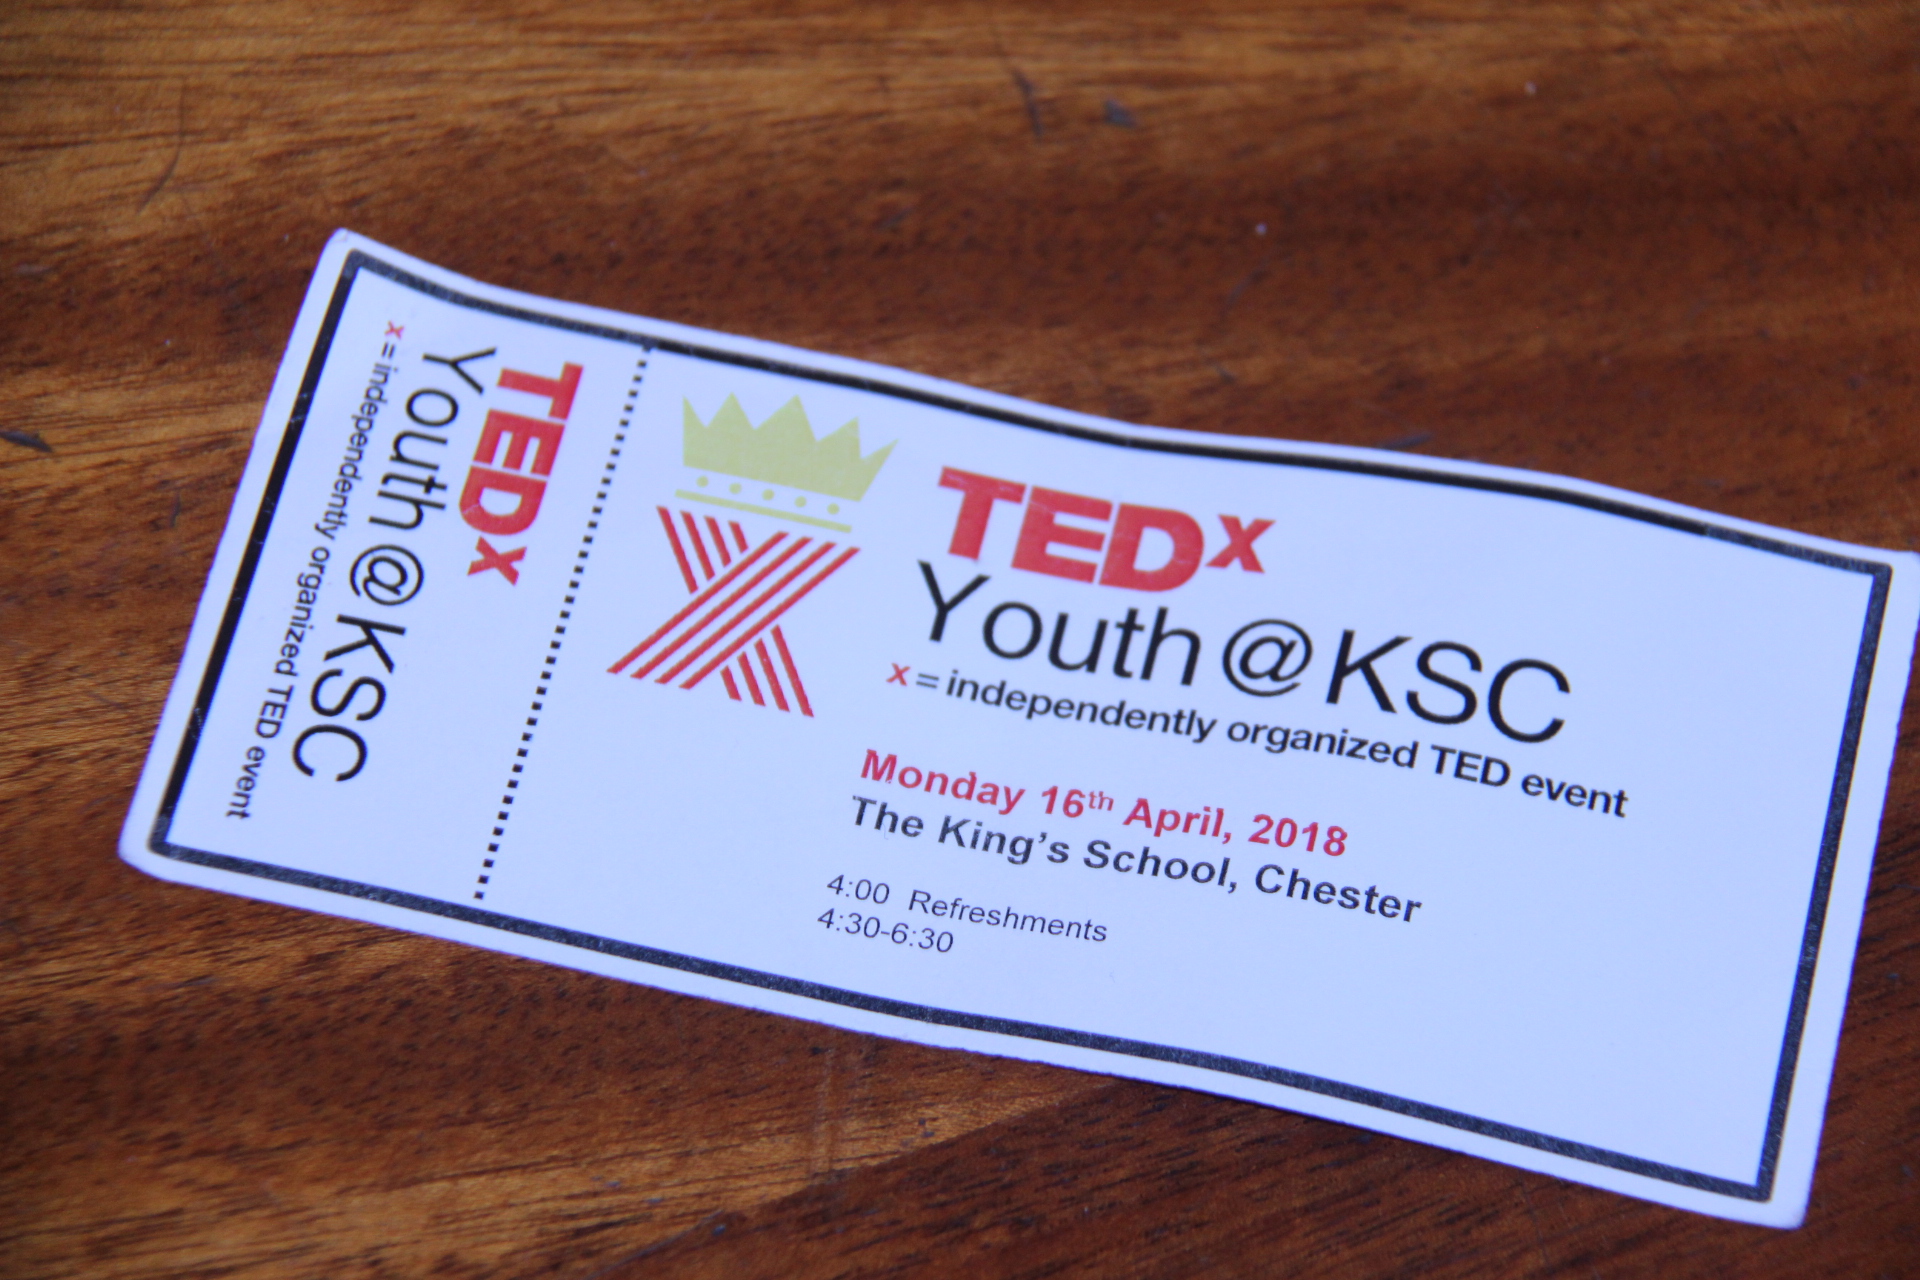 TEDx
Youth@KSC
x = independently organized TED event
TEDx
Youth@KSC
x = independently organized TED event
Monday 16th April, 2018
The King's School, Chester
4:00 Refreshments
4:30-6:30